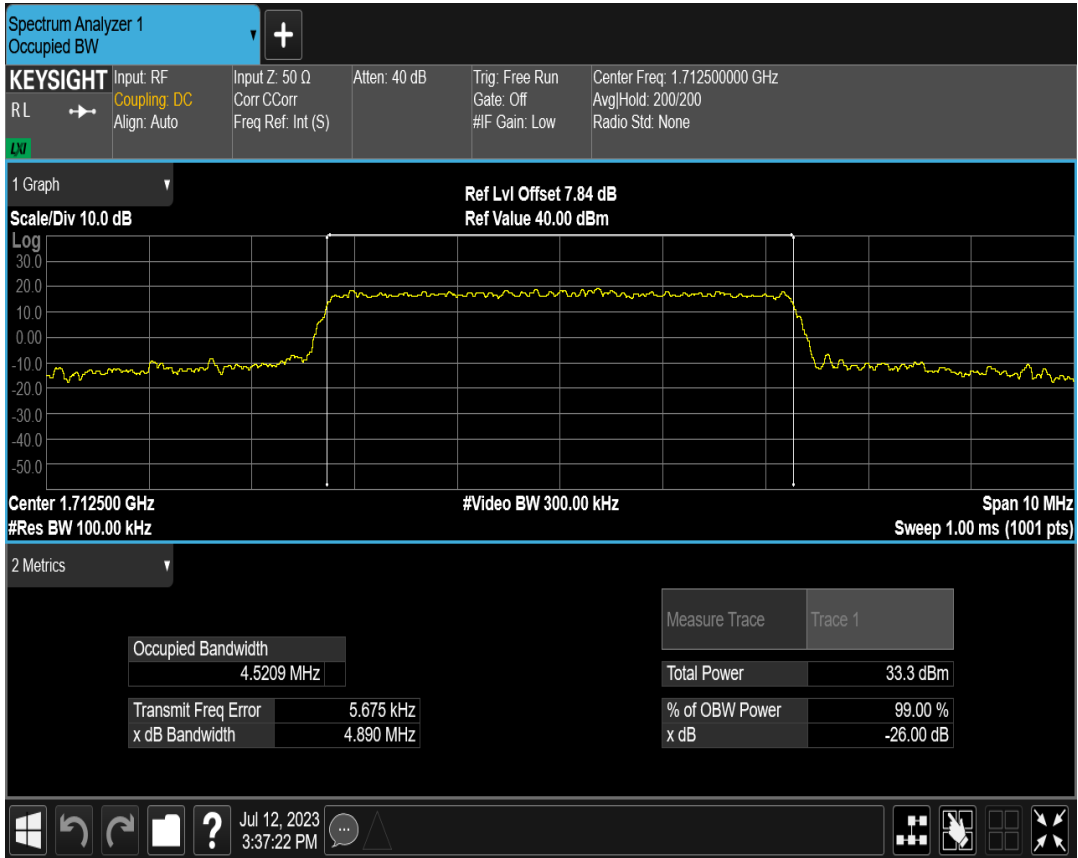 Spectrum Analyzer 1
Occupied BW
+
KEYSIGHT
RL
LXI
Input: RF
Coupling: DC
Align: Auto
Input Z: 50 Ω
Corr CCorr
Freq Ref: Int (S)
Atten: 40 dB
Trig: Free Run
Gate: Off
#IF Gain: Low
Center Freq: 1.712500000 GHz
Avg|Hold: 200/200
Radio Std: None
1 Graph
Scale/Div 10.0 dB
Ref Lvl Offset 7.84 dB
Ref Value 40.00 dBm
Log
30.0
20.0
10.0
0.00
-10.0
-20.0
-30.0
-40.0
-50.0
Center 1.712500 GHz
#Video BW 300.00 kHz
Span 10 MHz
#Res BW 100.00 kHz
Sweep 1.00 ms (1001 pts)
2 Metrics
Measure Trace Trace 1
Occupied Bandwidth
4.5209 MHz
Total Power 33.3 dBm
Transmit Freq Error 5.675 kHz
% of OBW Power 99.00 %
x dB Bandwidth 4.890 MHz
x dB -26.00 dB
?
Jul 12, 2023
3:37:22 PM